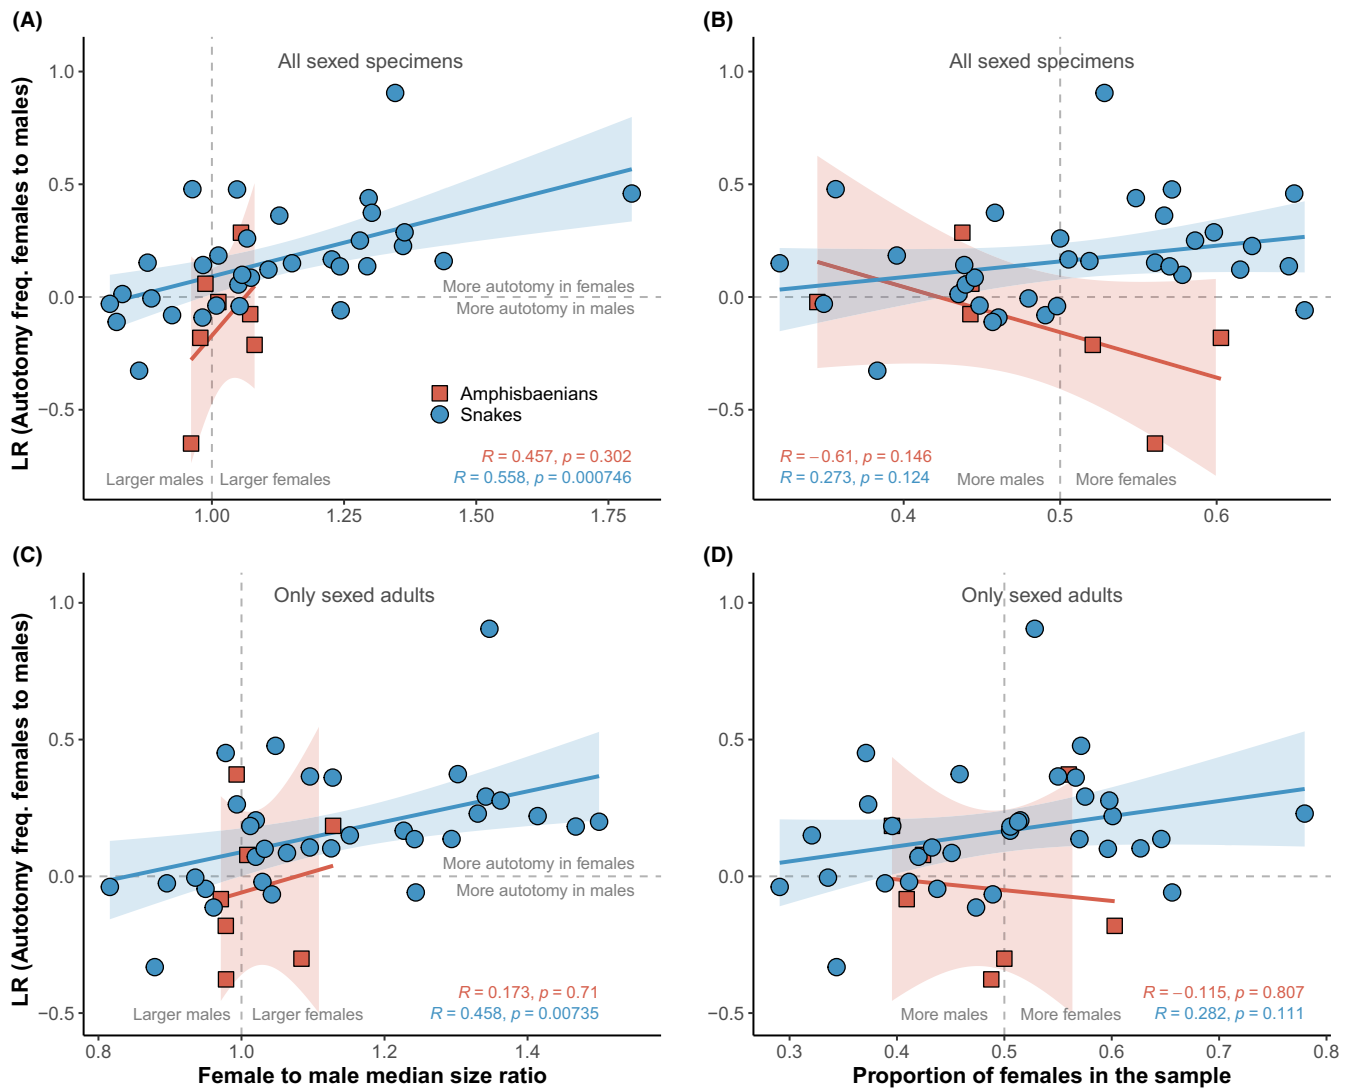 (A)
All sexed specimens
LR (Autotomy freq. females to males)
1.0
0.5
0.0
−0.5
More autotomy in females
More autotomy in males
Amphisbaenians
Snakes
R = 0.457, p = 0.302
R = 0.558, p = 0.000746
Larger males
Larger females
1.00
1.25
1.50
1.75
(B)
All sexed specimens
1.0
0.5
0.0
−0.5
R = −0.61, p = 0.146
R = 0.273, p = 0.124
More males
More females
0.4
0.5
0.6
(C)
Only sexed adults
LR (Autotomy freq. females to males)
1.0
0.5
0.0
−0.5
More autotomy in females
More autotomy in males
R = 0.173, p = 0.71
R = 0.458, p = 0.00735
Larger males
Larger females
0.8
1.0
1.2
1.4
Female to male median size ratio
(D)
Only sexed adults
1.0
0.5
0.0
−0.5
R = −0.115, p = 0.807
R = 0.282, p = 0.111
More males
More females
0.3
0.4
0.5
0.6
0.7
0.8
Proportion of females in the sample